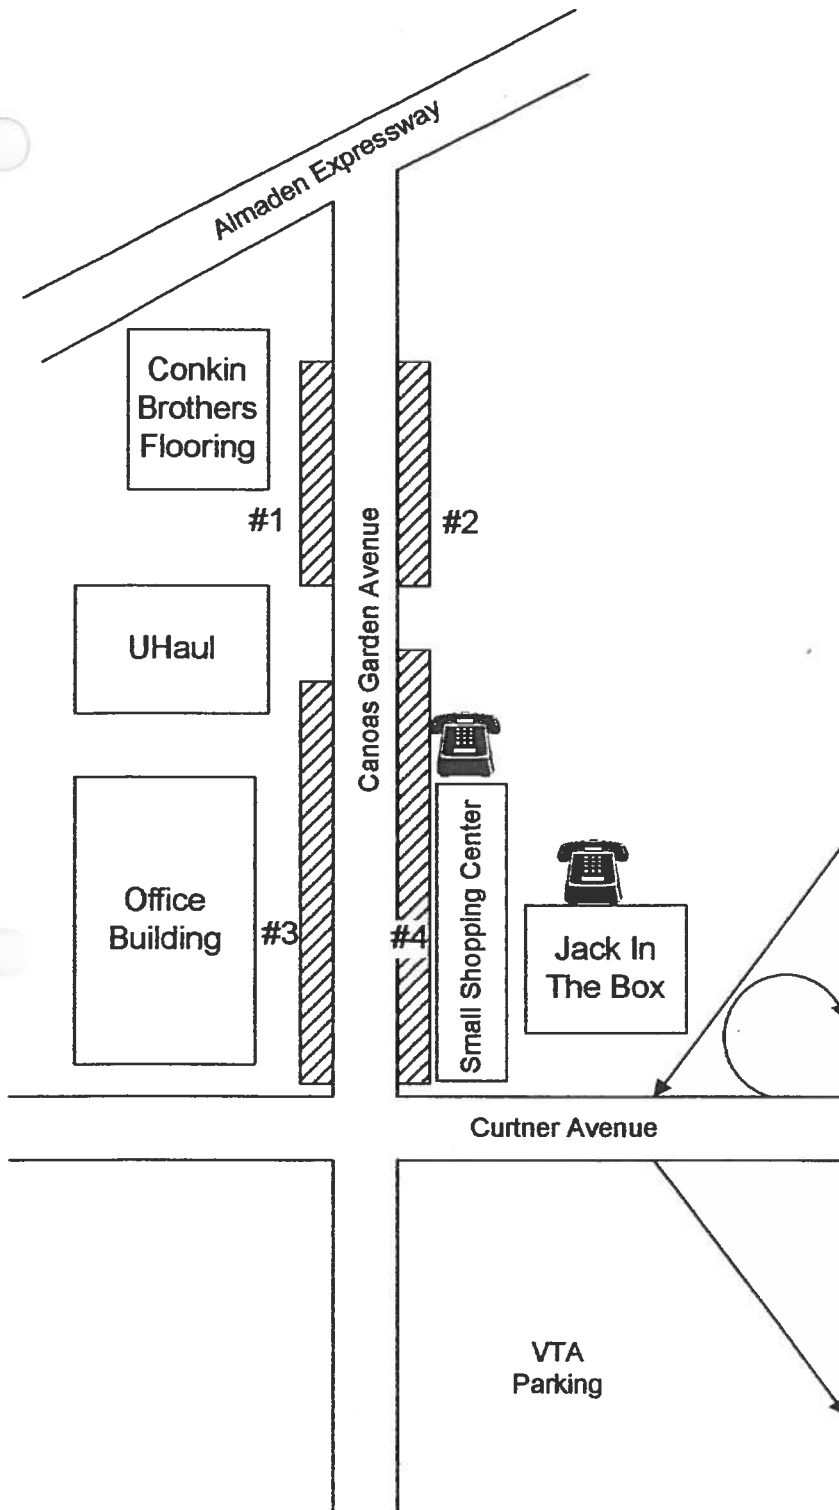 Almaden Expressway
Conkin
Brothers
Flooring
#1
#2
Canoas Garden Avenue
UHaul
Office
Building
#3
#4
Small Shopping Center
Jack In
The Box
Curtner Avenue
VTA
Parking